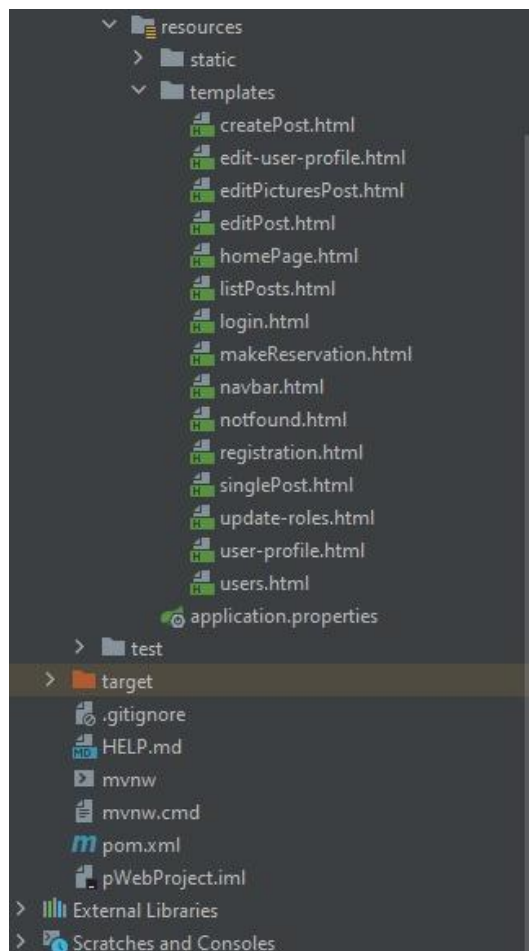 resources
static
templates
createPost.html
edit-user-profile.html
editPicturesPost.html
editPost.html
homePage.html
listPosts.html
login.html
makeReservation.html
navbar.html
notfound.html
registration.html
singlePost.html
update-roles.html
user-profile.html
users.html
application.properties
test
target
.gitignore
HELP.md
mvnw
mvnw.cmd
pom.xml
pWebProject.iml
External Libraries
Scratches and Consoles